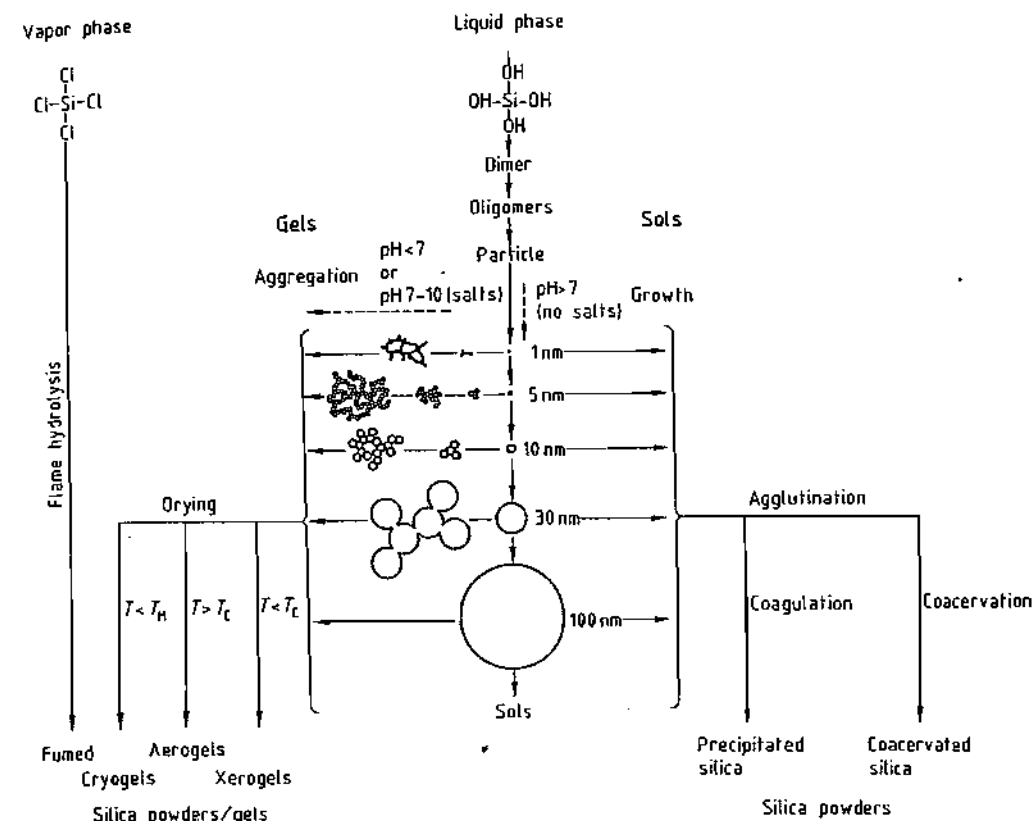 Vapor phase
Liquid phase
Cl
Cl-Si-Cl
Cl
OH
OH-Si-OH
OH
Dimer
Oligomers
Gels
Sols
Particle
Aggregation
pH<7
or
pH 7-10 (salts)
pH>7
(no salts)
Growth
1 nm
5 nm
10 nm
30 nm
100 nm
Sols
Flame hydrolysis
Drying
T<T_M
T>T_C
T<T_C
Agglutination
Coagulation
Coacervation
Fumed
Cryogels
Aerogels
Xerogels
Silica powders/gels
Precipitated
silica
Coacervated
silica
Silica powders